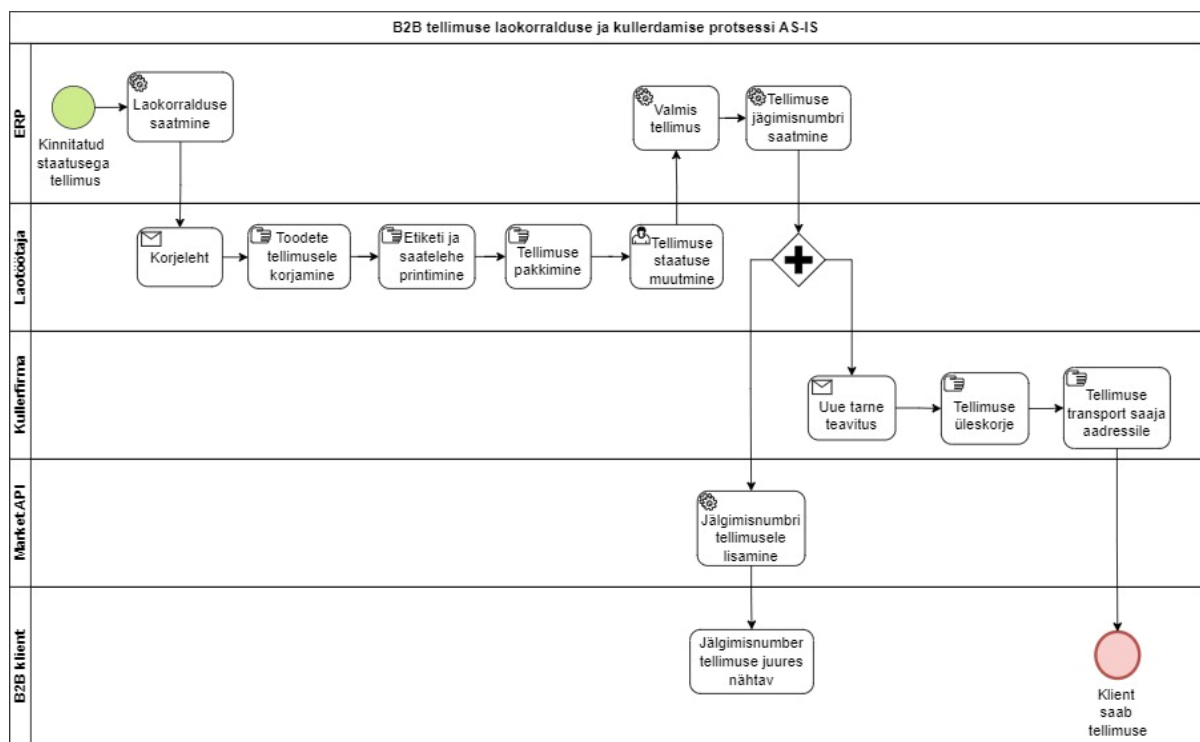 B2B tellimuse laokorralduse ja kullerdamise protsessi AS-IS
ERP
Kinnitatud
staatusega
tellimus
Laokorralduse
saatmine
Valmis
tellimus
Tellimuse
jägimisnumbri
saatmine
Laotöötaja
Korjeleht
Toodete
tellimusele
korjamine
Etiketi ja
saatelehe
printimine
Tellimuse
pakkimine
Tellimuse
staatuse
muutmine
Kullerfirma
Uue tarne
teavitus
Tellimuse
üleskorje
Tellimuse
transport saaja
aadressile
Market API
Jälgimisnumbri
tellimusele
lisamine
B2B klient
Jälgimisnumber
tellimuse juures
nähtav
Klient
saab
tellimuse